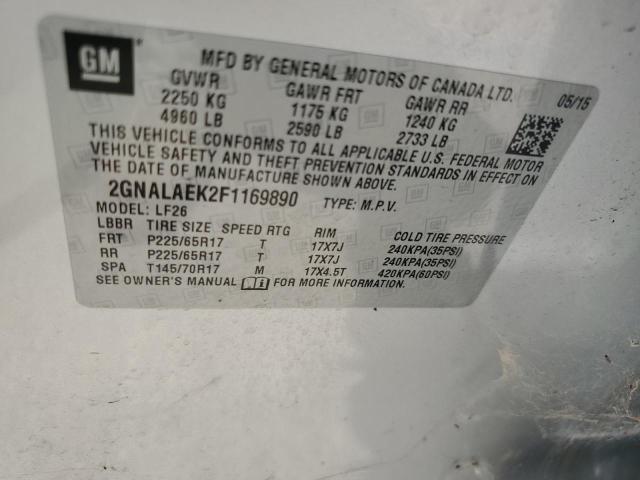 GM
MFD BY GENERAL MOTORS OF CANADA LTD. 05/15
GVWR GAWR FRT GAWR RR
2250 KG 1175 KG 1240 KG
4960 LB 2590 LB 2733 LB
THIS VEHICLE CONFORMS TO ALL APPLICABLE U.S. FEDERAL MOTOR
VEHICLE SAFETY AND THEFT PREVENTION STANDARDS IN EFFECT ON
THE DATE OF MANUFACTURE SHOWN ABOVE.
2GNALAEK2F1169890 TYPE: M.P.V.
MODEL: LF26
LBBR TIRE SIZE SPEED RTG RIM COLD TIRE PRESSURE
FRT P225/65R17 T 17X7J 240KPA(35PSI)
RR P225/65R17 T 17X7J 240KPA(35PSI)
SPA T145/70R17 M 17X4.5T 420KPA(60PSI)
SEE OWNER'S MANUAL FOR MORE INFORMATION.